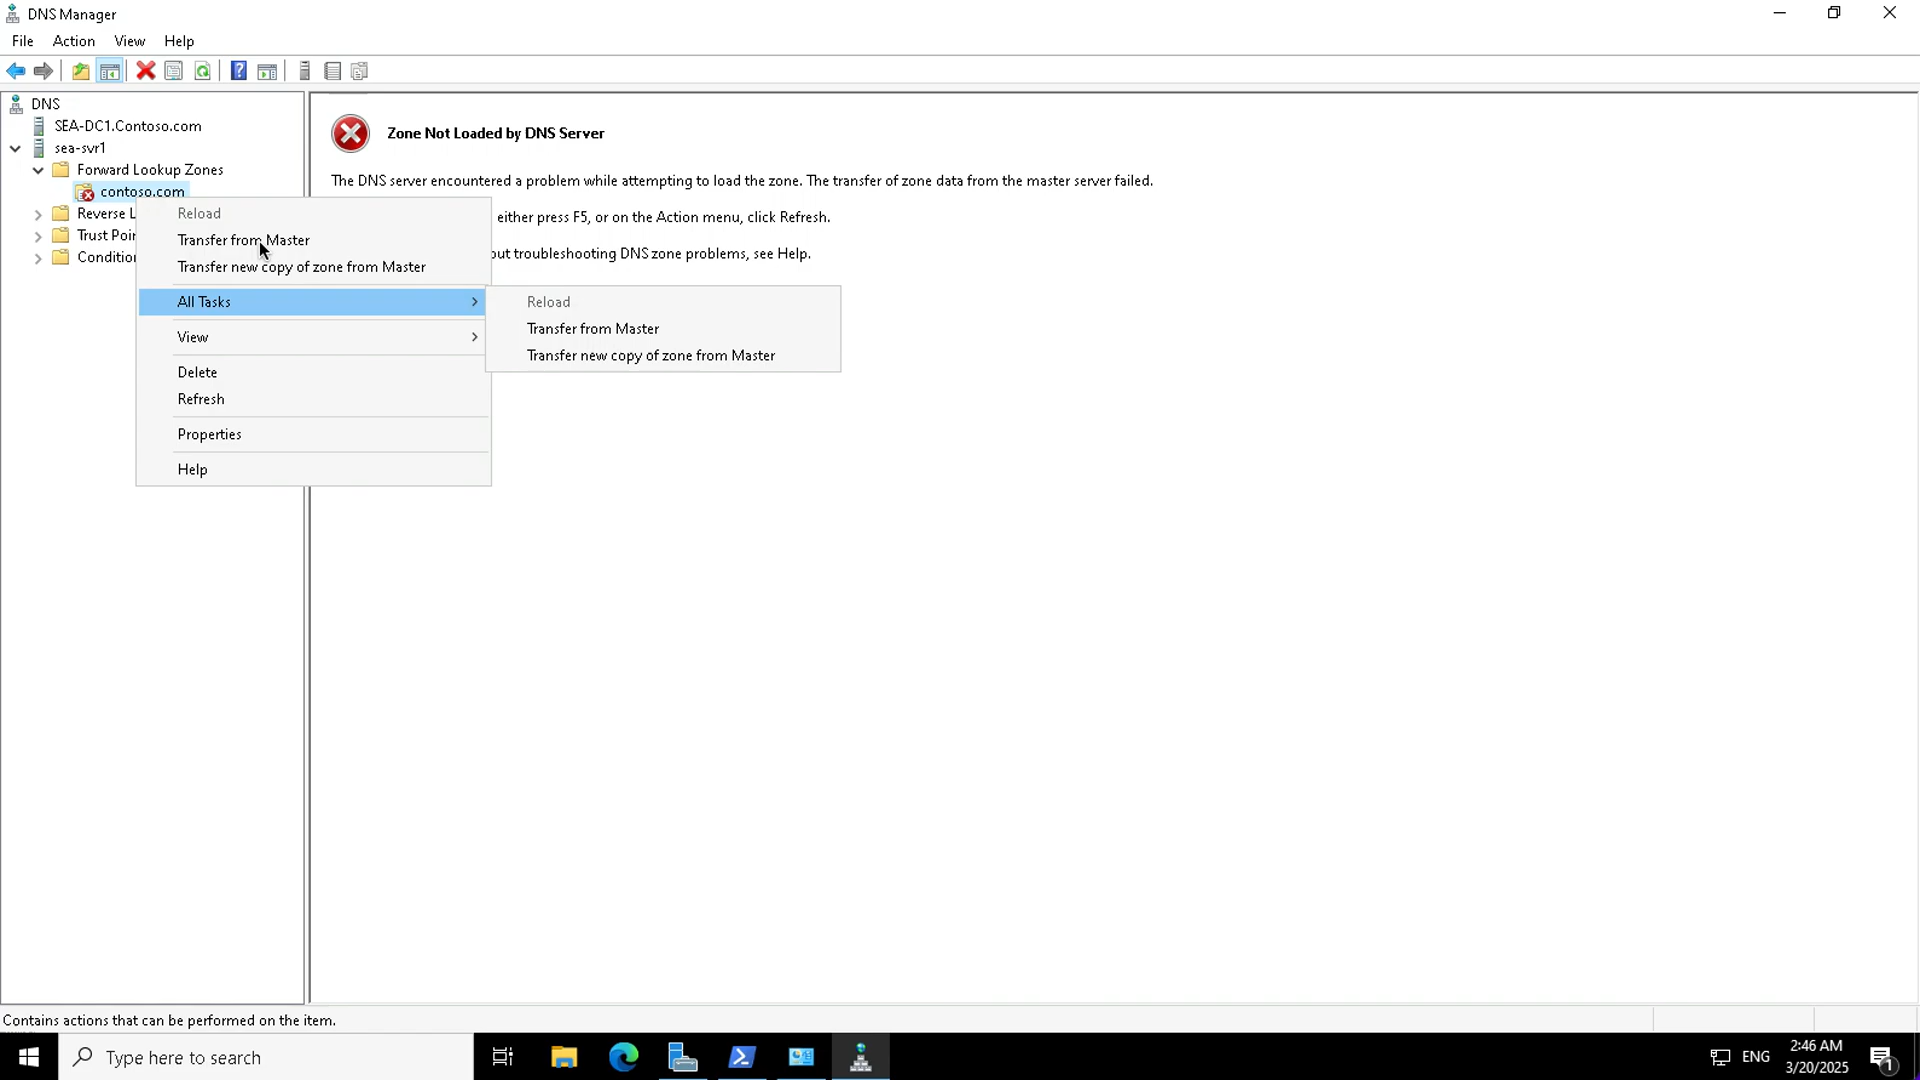 DNS Manager
File Action View Help
DNS
SEA-DC1.Contoso.com
sea-svr1
Forward Lookup Zones
contoso.com
Reverse L
Trust Poin
Condition
Reload
Transfer from Master
Transfer new copy of zone from Master
All Tasks
View
Delete
Refresh
Properties
Help
Reload
Transfer from Master
Transfer new copy of zone from Master
Zone Not Loaded by DNS Server
The DNS server encountered a problem while attempting to load the zone. The transfer of zone data from the master server failed.
either press F5, or on the Action menu, click Refresh.
out troubleshooting DNS zone problems, see Help.
Contains actions that can be performed on the item.
Type here to search
ENG
2:46 AM
3/20/2025
1